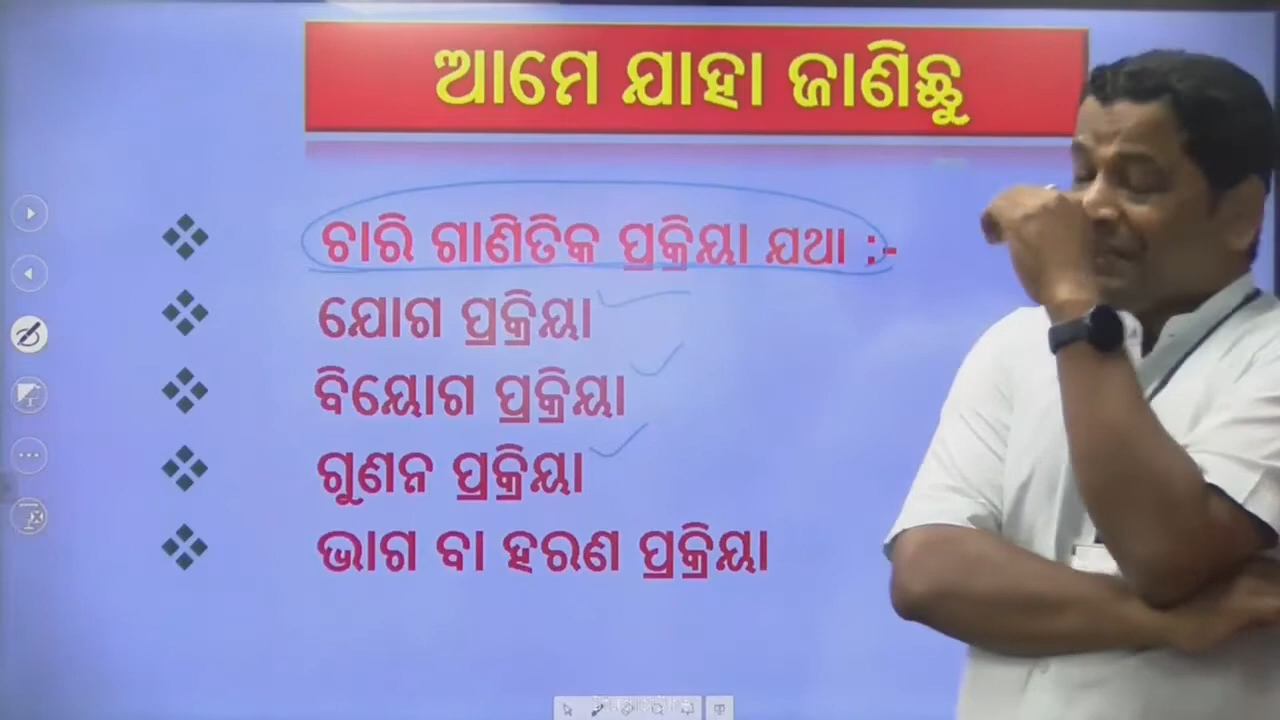 ଆମେ ଯାହା ଜାଣିଛୁ
ଚାରି ଗାଣିତିକ ପ୍ରକ୍ରିୟା ଯଥା :-
ଯୋଗ ପ୍ରକ୍ରିୟା
ବିୟୋଗ ପ୍ରକ୍ରିୟା
ଗୁଣନ ପ୍ରକ୍ରିୟା
ଭାଗ ବା ହରଣ ପ୍ରକ୍ରିୟା